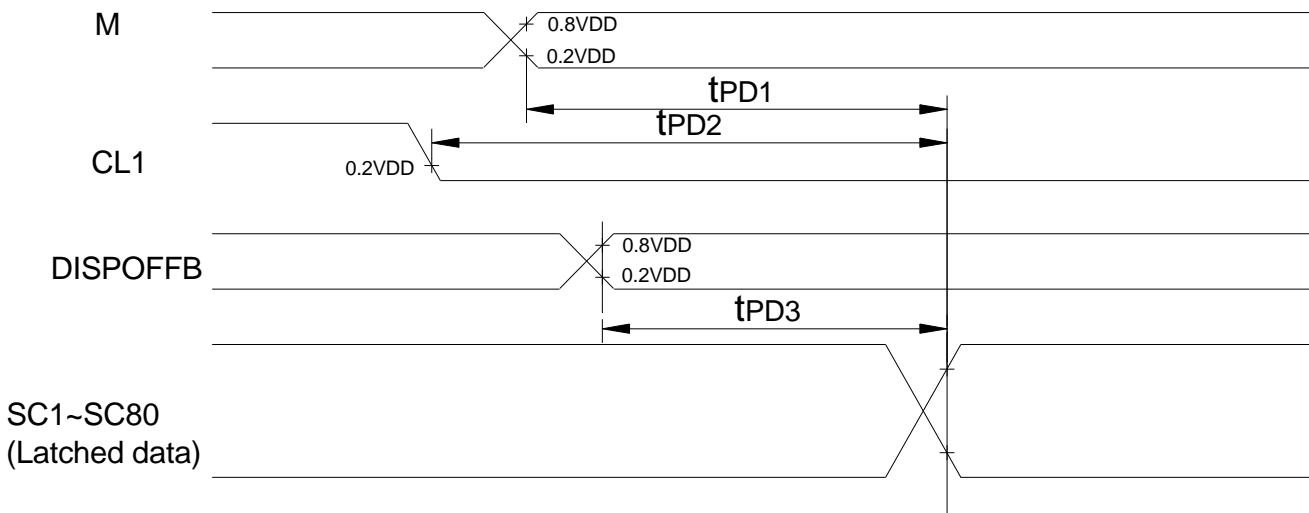 M
0.8VDD
0.2VDD
tPD1
tPD2
CL1
0.2VDD
DISPOFFB
0.8VDD
0.2VDD
tPD3
SC1~SC80
(Latched data)